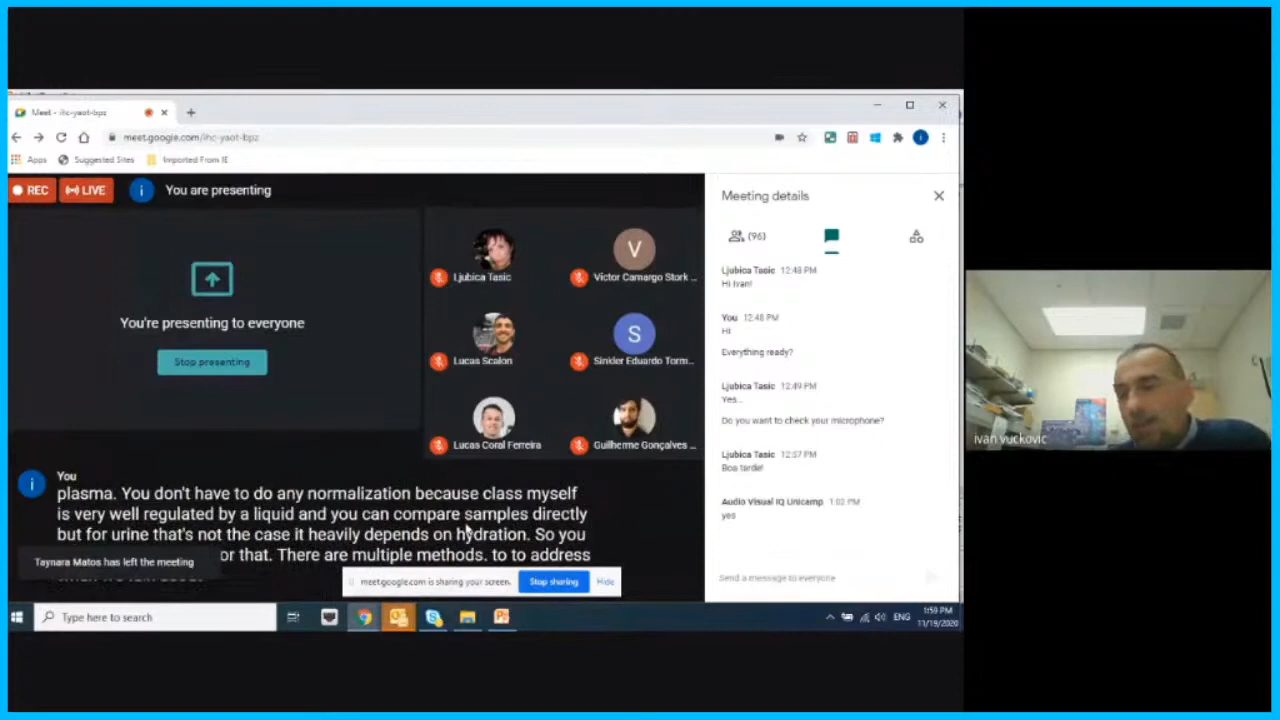 Meet - ihc-yaot-bpz
meet.google.com/ihc-yaot-bpz
Apps Suggested Sites Imported From IE
REC LIVE i You are presenting
You're presenting to everyone
Stop presenting
Ljubica Tasic
V
Victor Camargo Stork ...
Lucas Scalon
S
Sinkler Eduardo Torm...
Lucas Coral Ferreira
Guilherme Gonçalves ...
You
plasma. You don't have to do any normalization because class myself
is very well regulated by a liquid and you can compare samples directly
but for urine that's not the case it heavily depends on hydration. So you
or that. There are multiple methods. to to address
Taynara Matos has left the meeting
meet.google.com is sharing your screen. Stop sharing Hide
Meeting details
(96)
Ljubica Tasic 12:48 PM
Hi Ivan!
You 12:48 PM
Hi
Everything ready?
Ljubica Tasic 12:49 PM
Yes...
Do you want to check your microphone?
Ljubica Tasic 12:57 PM
Boa tarde!
Audio Visual IQ Unicamp 1:02 PM
yes
Send a message to everyone
Type here to search
ENG
1:59 PM
11/19/2020
ivan vuckovic